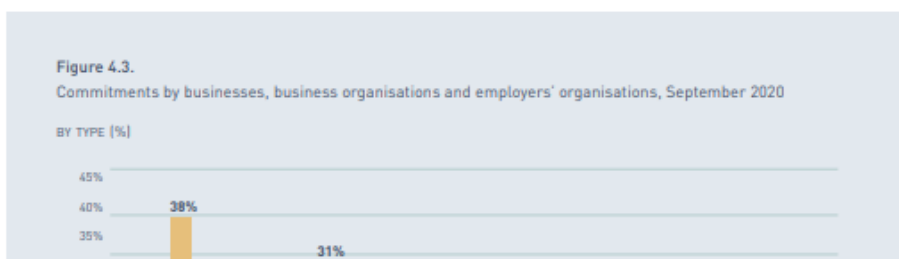 Figure 4.3.
Commitments by businesses, business organisations and employers' organisations, September 2020
BY TYPE (%)
45%
40%
38%
35%
31%